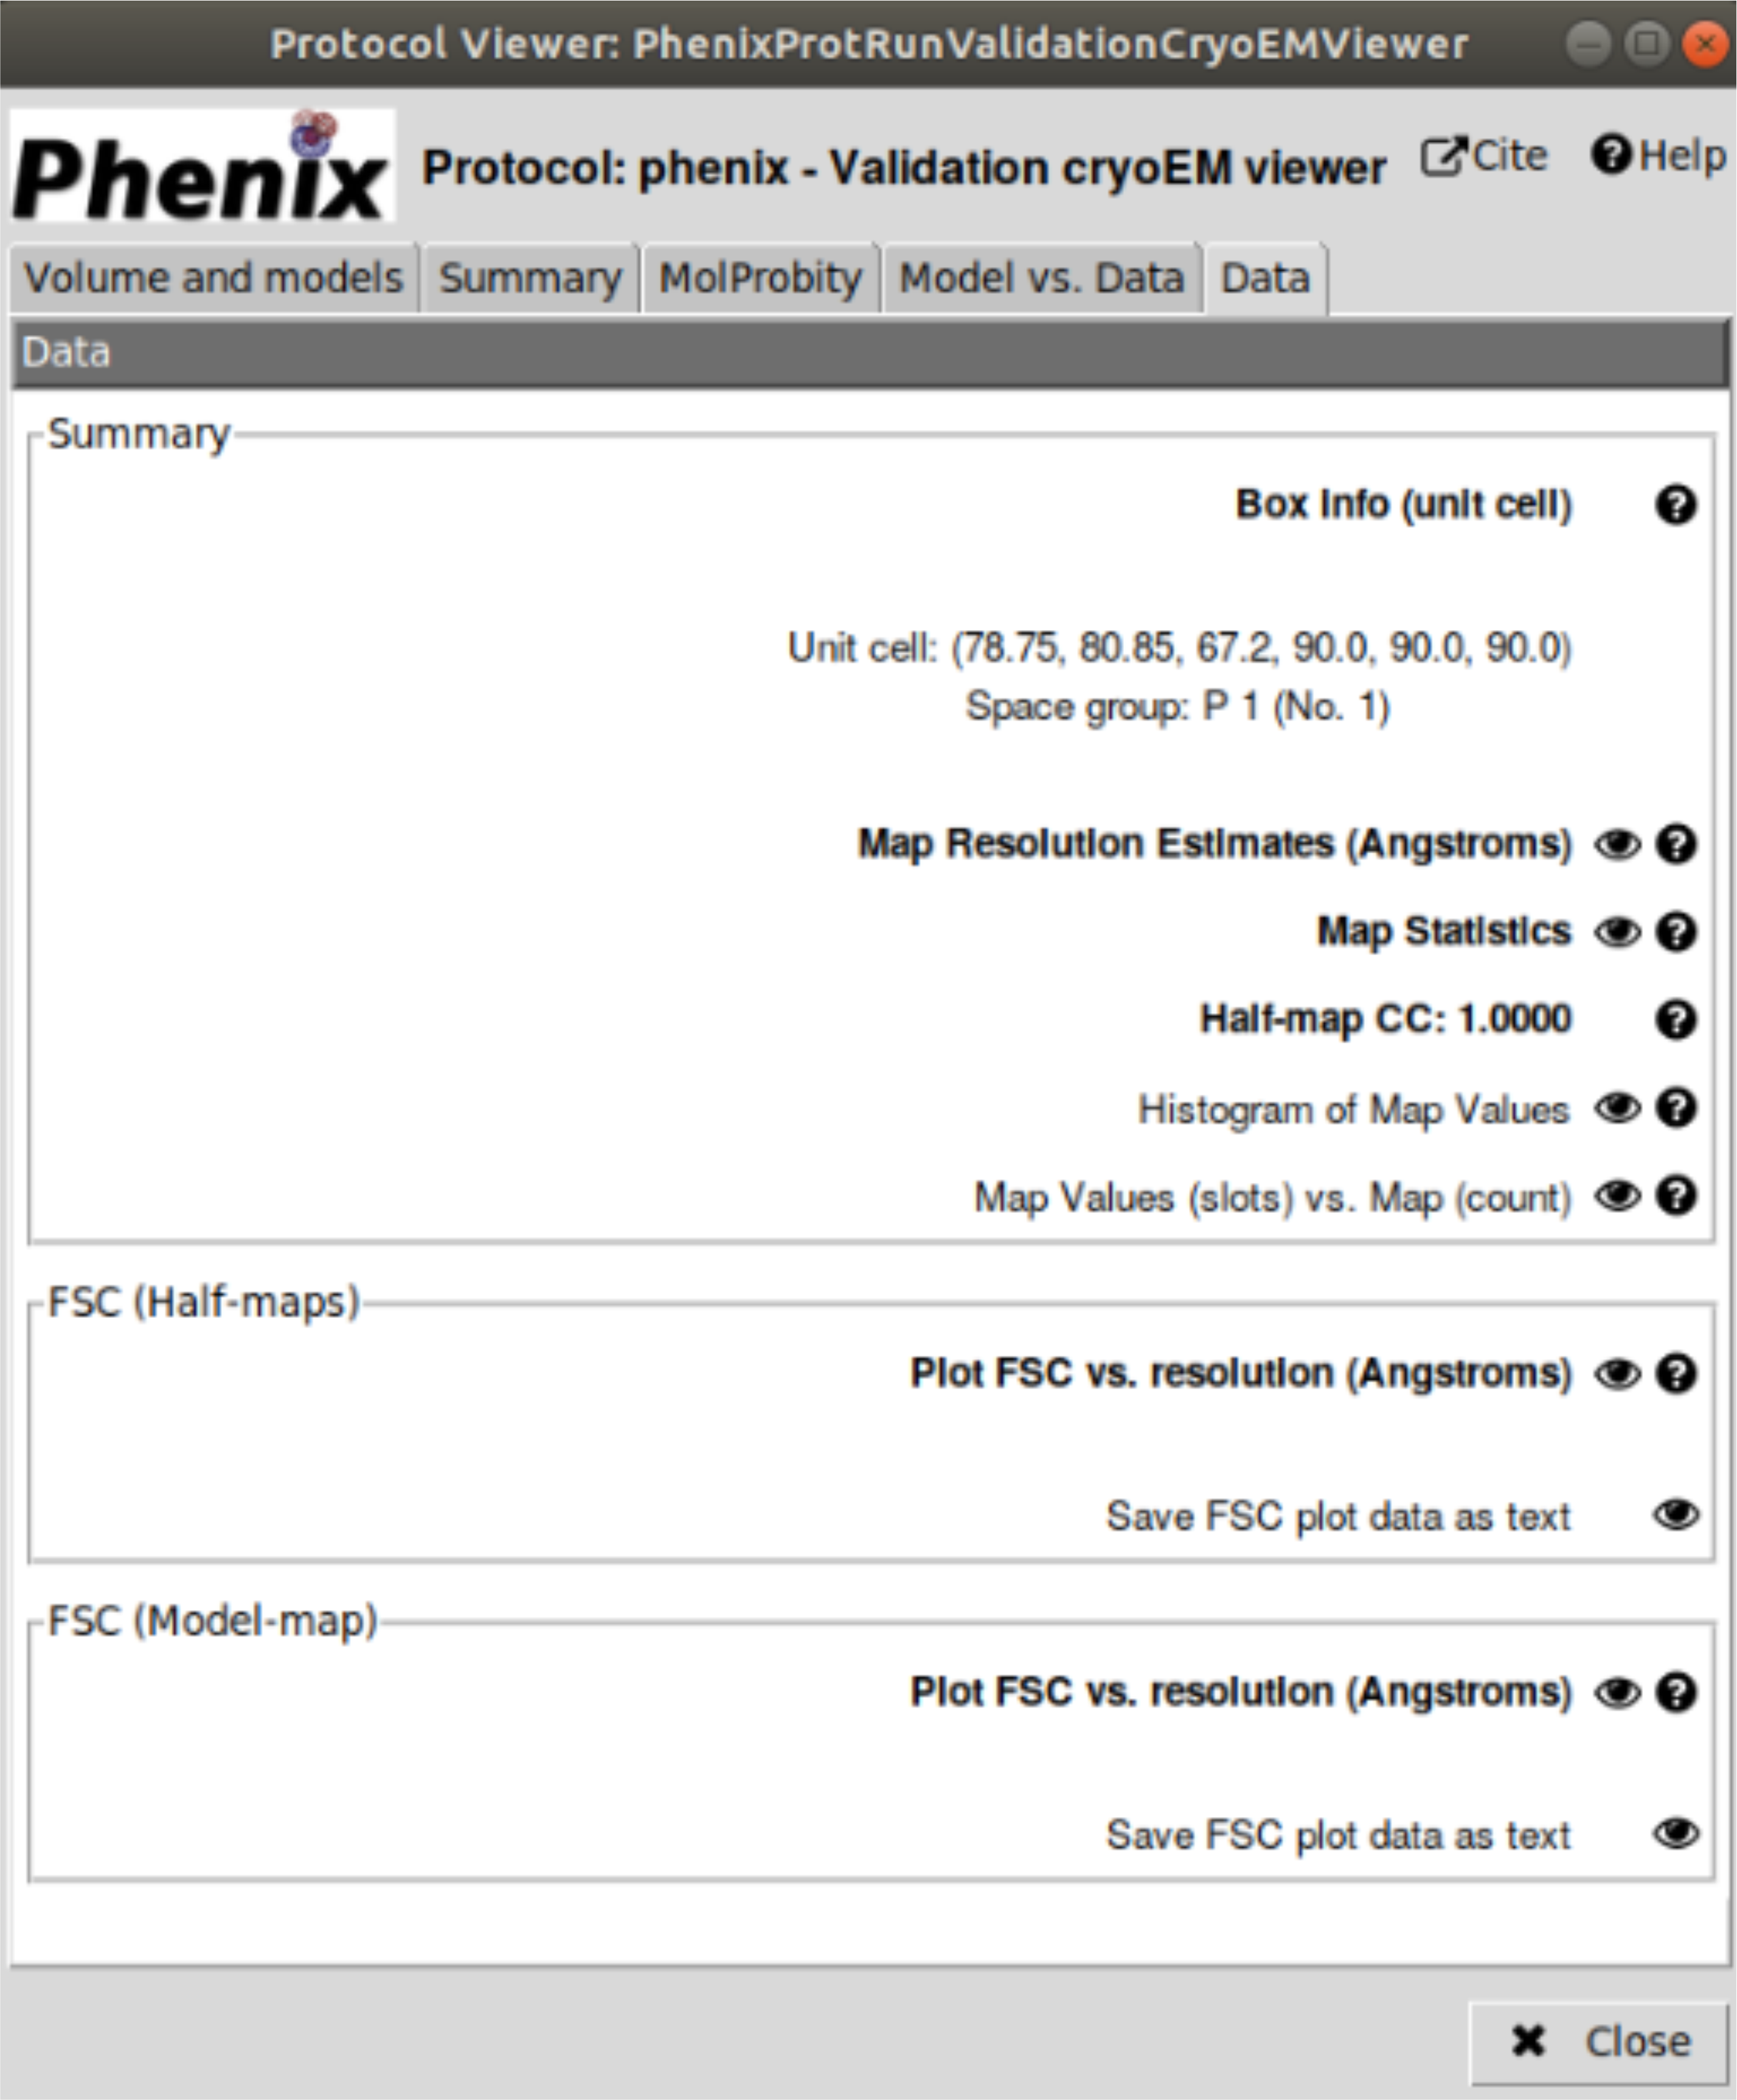 Protocol Viewer: PhenixProtRunValidationCryoEMViewer
Phenix Protocol: phenix - Validation cryoEM viewer Cite Help
Volume and models Summary MolProbity Model vs. Data Data
Data
Summary
Box Info (unit cell)
Unit cell: (78.75, 80.85, 67.2, 90.0, 90.0, 90.0)
Space group: P 1 (No. 1)
Map Resolution Estimates (Angstroms)
Map Statistics
Half-map CC: 1.0000
Histogram of Map Values
Map Values (slots) vs. Map (count)
FSC (Half-maps)
Plot FSC vs. resolution (Angstroms)
Save FSC plot data as text
FSC (Model-map)
Plot FSC vs. resolution (Angstroms)
Save FSC plot data as text
Close